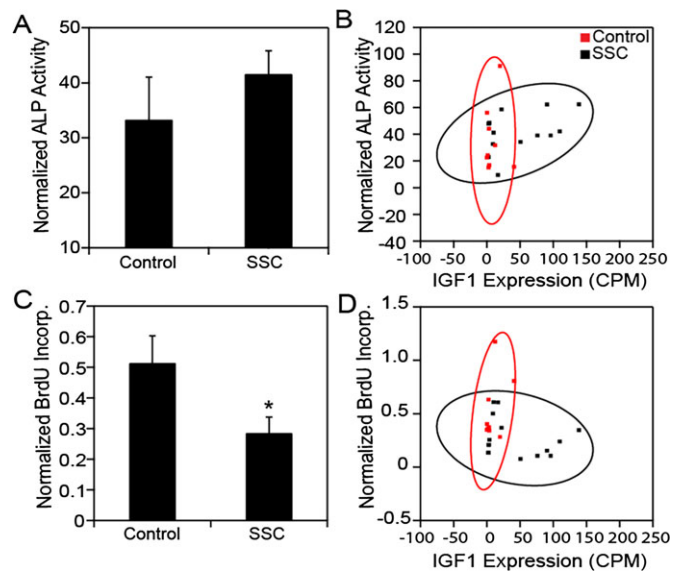 A
Normalized ALP Activity
50
40
30
20
10
Control
SSC
B
Normalized ALP Activity
120
100
80
60
40
20
0
-20
-40
Control
SSC
-100
-50
0
50
100
150
200
250
IGF1 Expression (CPM)
C
Normalized BrdU Incorp.
0.7
0.6
0.5
0.4
0.3
0.2
0.1
0
*
Control
SSC
D
Normalized BrdU Incorp.
1.5
1.0
0.5
0
-0.5
-100
-50
0
50
100
150
200
250
IGF1 Expression (CPM)